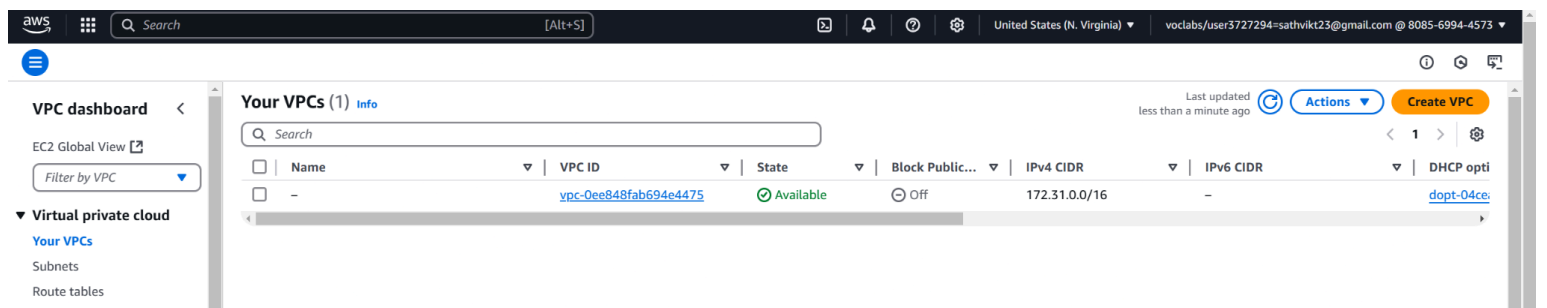 aws Search [Alt+S] United States (N. Virginia) ▼ voclabs/user3727294=sathvikt23@gmail.com @ 8085-6994-4573 ▼
VPC dashboard
EC2 Global View
Filter by VPC
Virtual private cloud
Your VPCs
Subnets
Route tables
Your VPCs (1) Info
Last updated
less than a minute ago
Actions
Create VPC
Search
1
Name VPC ID State Block Public... IPv4 CIDR IPv6 CIDR DHCP opti
– vpc-0ee848fab694e4475 Available Off 172.31.0.0/16 – dopt-04cea